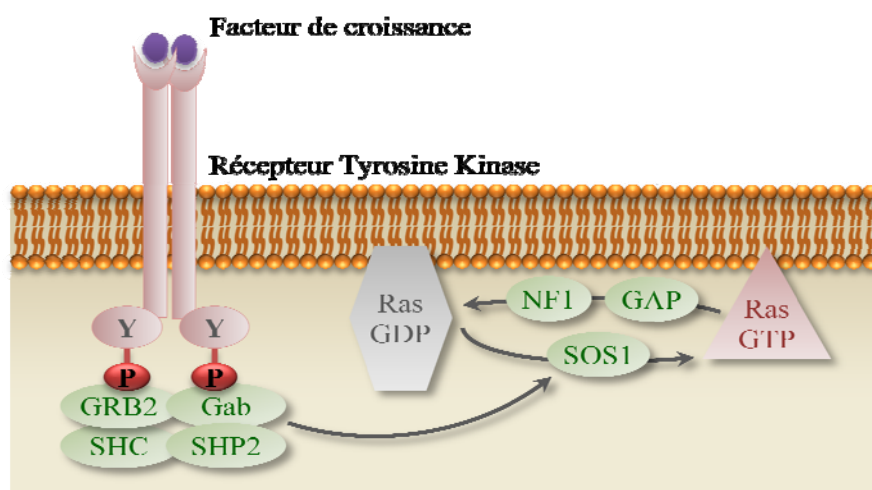 Facteur de croissance
Récepteur Tyrosine Kinase
Ras
GDP
NF1
GAP
Ras
GTP
SOS1
Y
Y
P
P
GRB2
Gab
SHC
SHP2